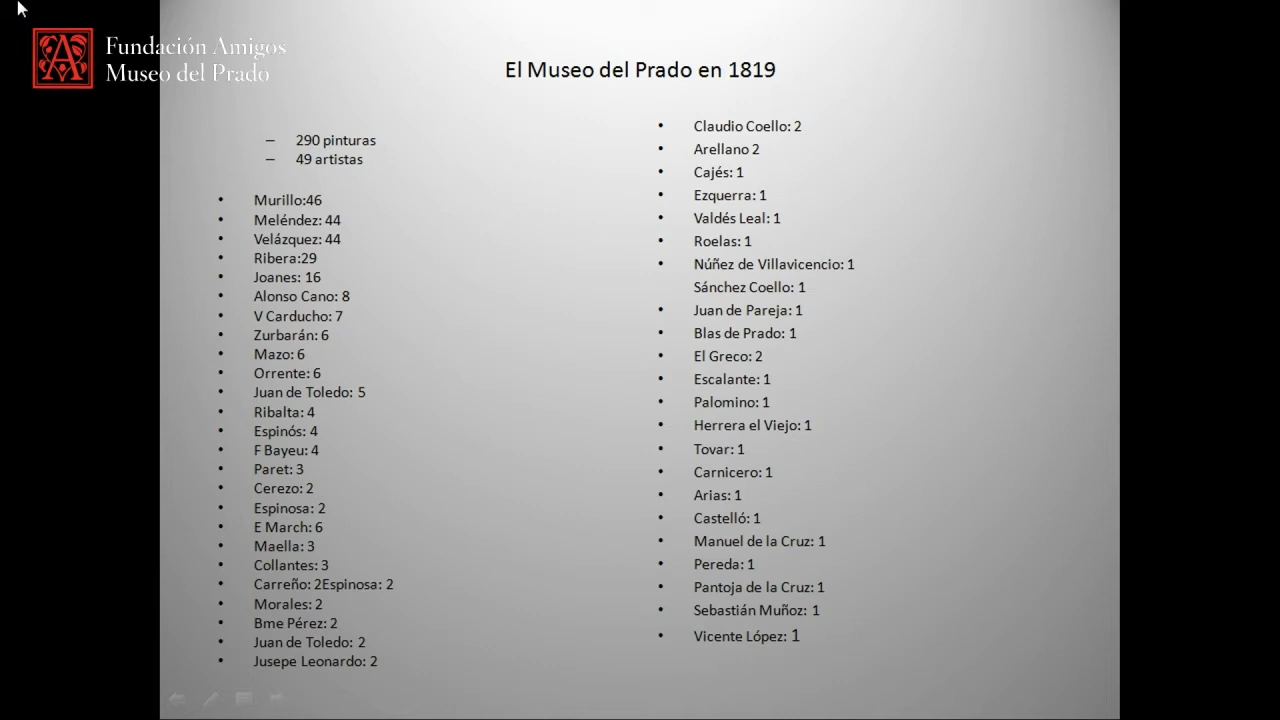 Fundación Amigos
Museo del Prado
El Museo del Prado en 1819
– 290 pinturas
– 49 artistas
• Murillo:46
• Meléndez: 44
• Velázquez: 44
• Ribera:29
• Joanes: 16
• Alonso Cano: 8
• V Carducho: 7
• Zurbarán: 6
• Mazo: 6
• Orrente: 6
• Juan de Toledo: 5
• Ribalta: 4
• Espinós: 4
• F Bayeu: 4
• Paret: 3
• Cerezo: 2
• Espinosa: 2
• E March: 6
• Maella: 3
• Collantes: 3
• Carreño: 2Espinosa: 2
• Morales: 2
• Bme Pérez: 2
• Juan de Toledo: 2
• Jusepe Leonardo: 2
• Claudio Coello: 2
• Arellano 2
• Cajés: 1
• Ezquerra: 1
• Valdés Leal: 1
• Roelas: 1
• Núñez de Villavicencio: 1
Sánchez Coello: 1
• Juan de Pareja: 1
• Blas de Prado: 1
• El Greco: 2
• Escalante: 1
• Palomino: 1
• Herrera el Viejo: 1
• Tovar: 1
• Carnicero: 1
• Arias: 1
• Castelló: 1
• Manuel de la Cruz: 1
• Pereda: 1
• Pantoja de la Cruz: 1
• Sebastián Muñoz: 1
• Vicente López: 1